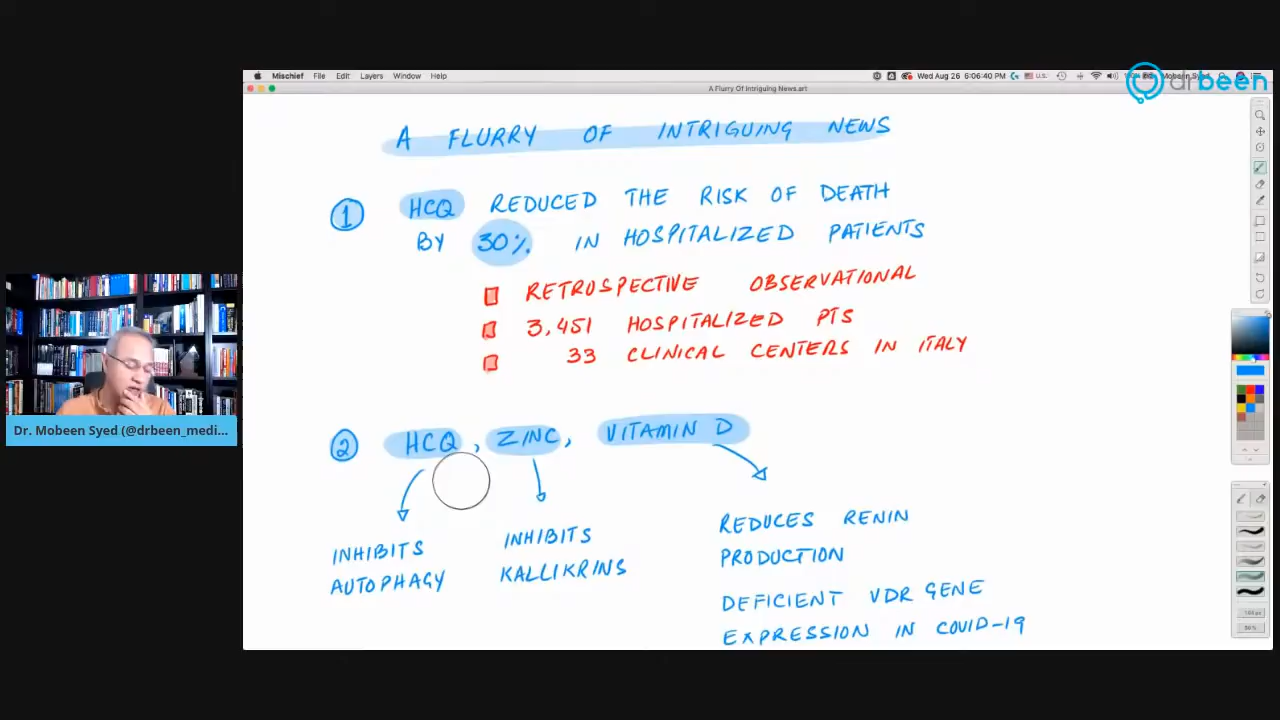 Mischief File Edit Layers Window Help
Wed Aug 26 6:06:40 PM
U.S.
Mobeen Syed
drbeen
A Flurry Of Intriguing News.art
A FLURRY OF INTRIGUING NEWS
1 HCQ REDUCED THE RISK OF DEATH
BY 30% IN HOSPITALIZED PATIENTS
RETROSPECTIVE OBSERVATIONAL
3,451 HOSPITALIZED PTS
33 CLINICAL CENTERS IN ITALY
Dr. Mobeen Syed (@drbeen_medi...
2 HCQ, ZINC, VITAMIN D
INHIBITS
AUTOPHAGY
INHIBITS
KALLIKRINS
REDUCES RENIN
PRODUCTION
DEFICIENT VDR GENE
EXPRESSION IN COVID-19